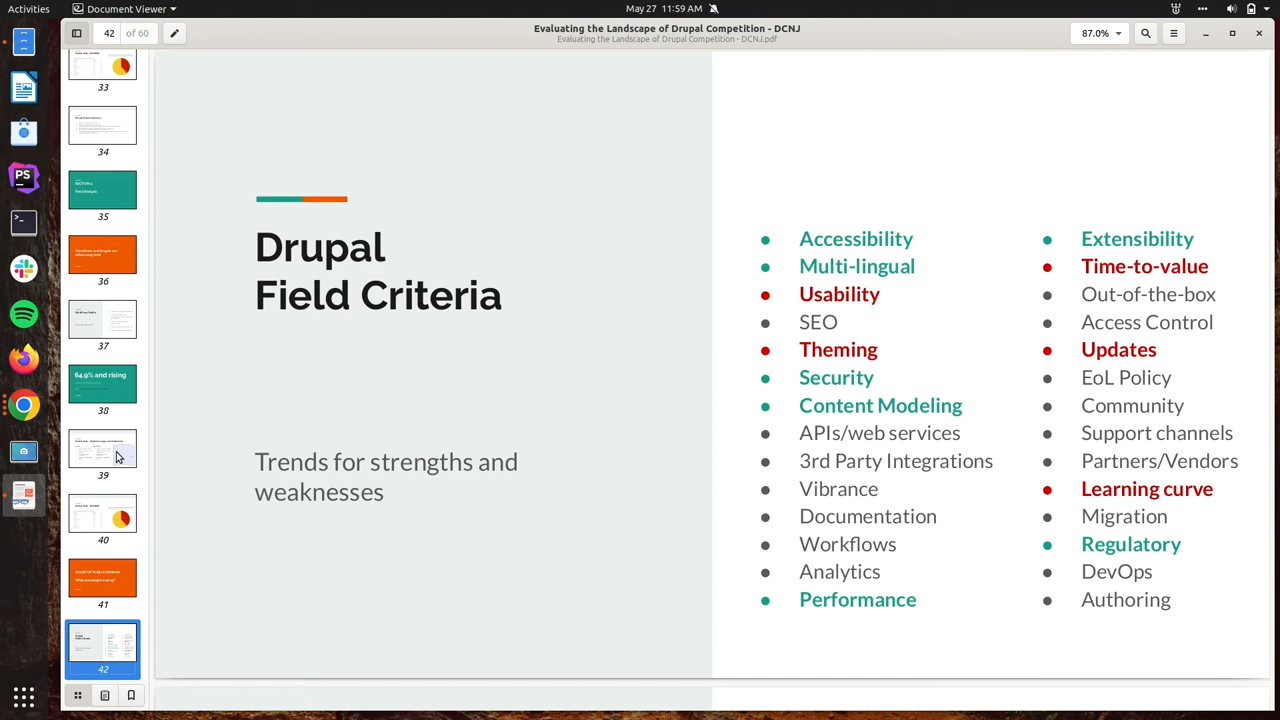 Activities
Document Viewer
May 27 11:59 AM
42 of 60
Evaluating the Landscape of Drupal Competition - DCNJ
Evaluating the Landscape of Drupal Competition - DCNJ.pdf
87.0%
33
34
35
36
37
64.9% and rising
38
39
40
41
42
PS
Drupal
Field Criteria
Trends for strengths and
weaknesses
Accessibility
Multi-lingual
Usability
SEO
Theming
Security
Content Modeling
APIs/web services
3rd Party Integrations
Vibrance
Documentation
Workflows
Analytics
Performance
Extensibility
Time-to-value
Out-of-the-box
Access Control
Updates
EoL Policy
Community
Support channels
Partners/Vendors
Learning curve
Migration
Regulatory
DevOps
Authoring